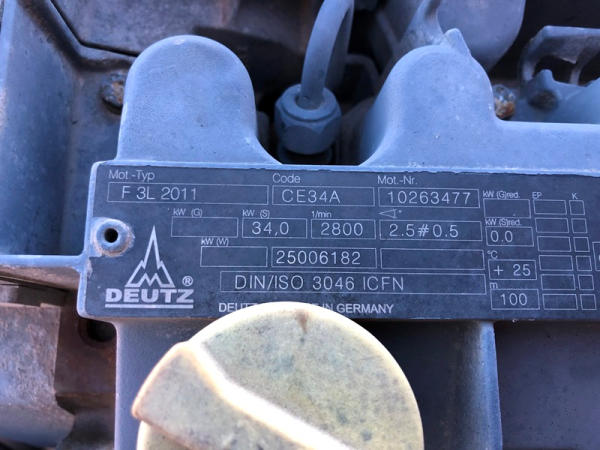 Mot.-Typ Code Mot.-Nr.
F 3L 2011 CE34A 10263477
kW (G) kW (S) 1/min ◁° kW (G)red. EP K
34,0 2800 2.5#0.5
kW (S)red.
0.0
kW (W)
25006182
°C
+ 25
DIN/ISO 3046 ICFN
m
100
DEUTZ ®
DEUTZ IN GERMANY